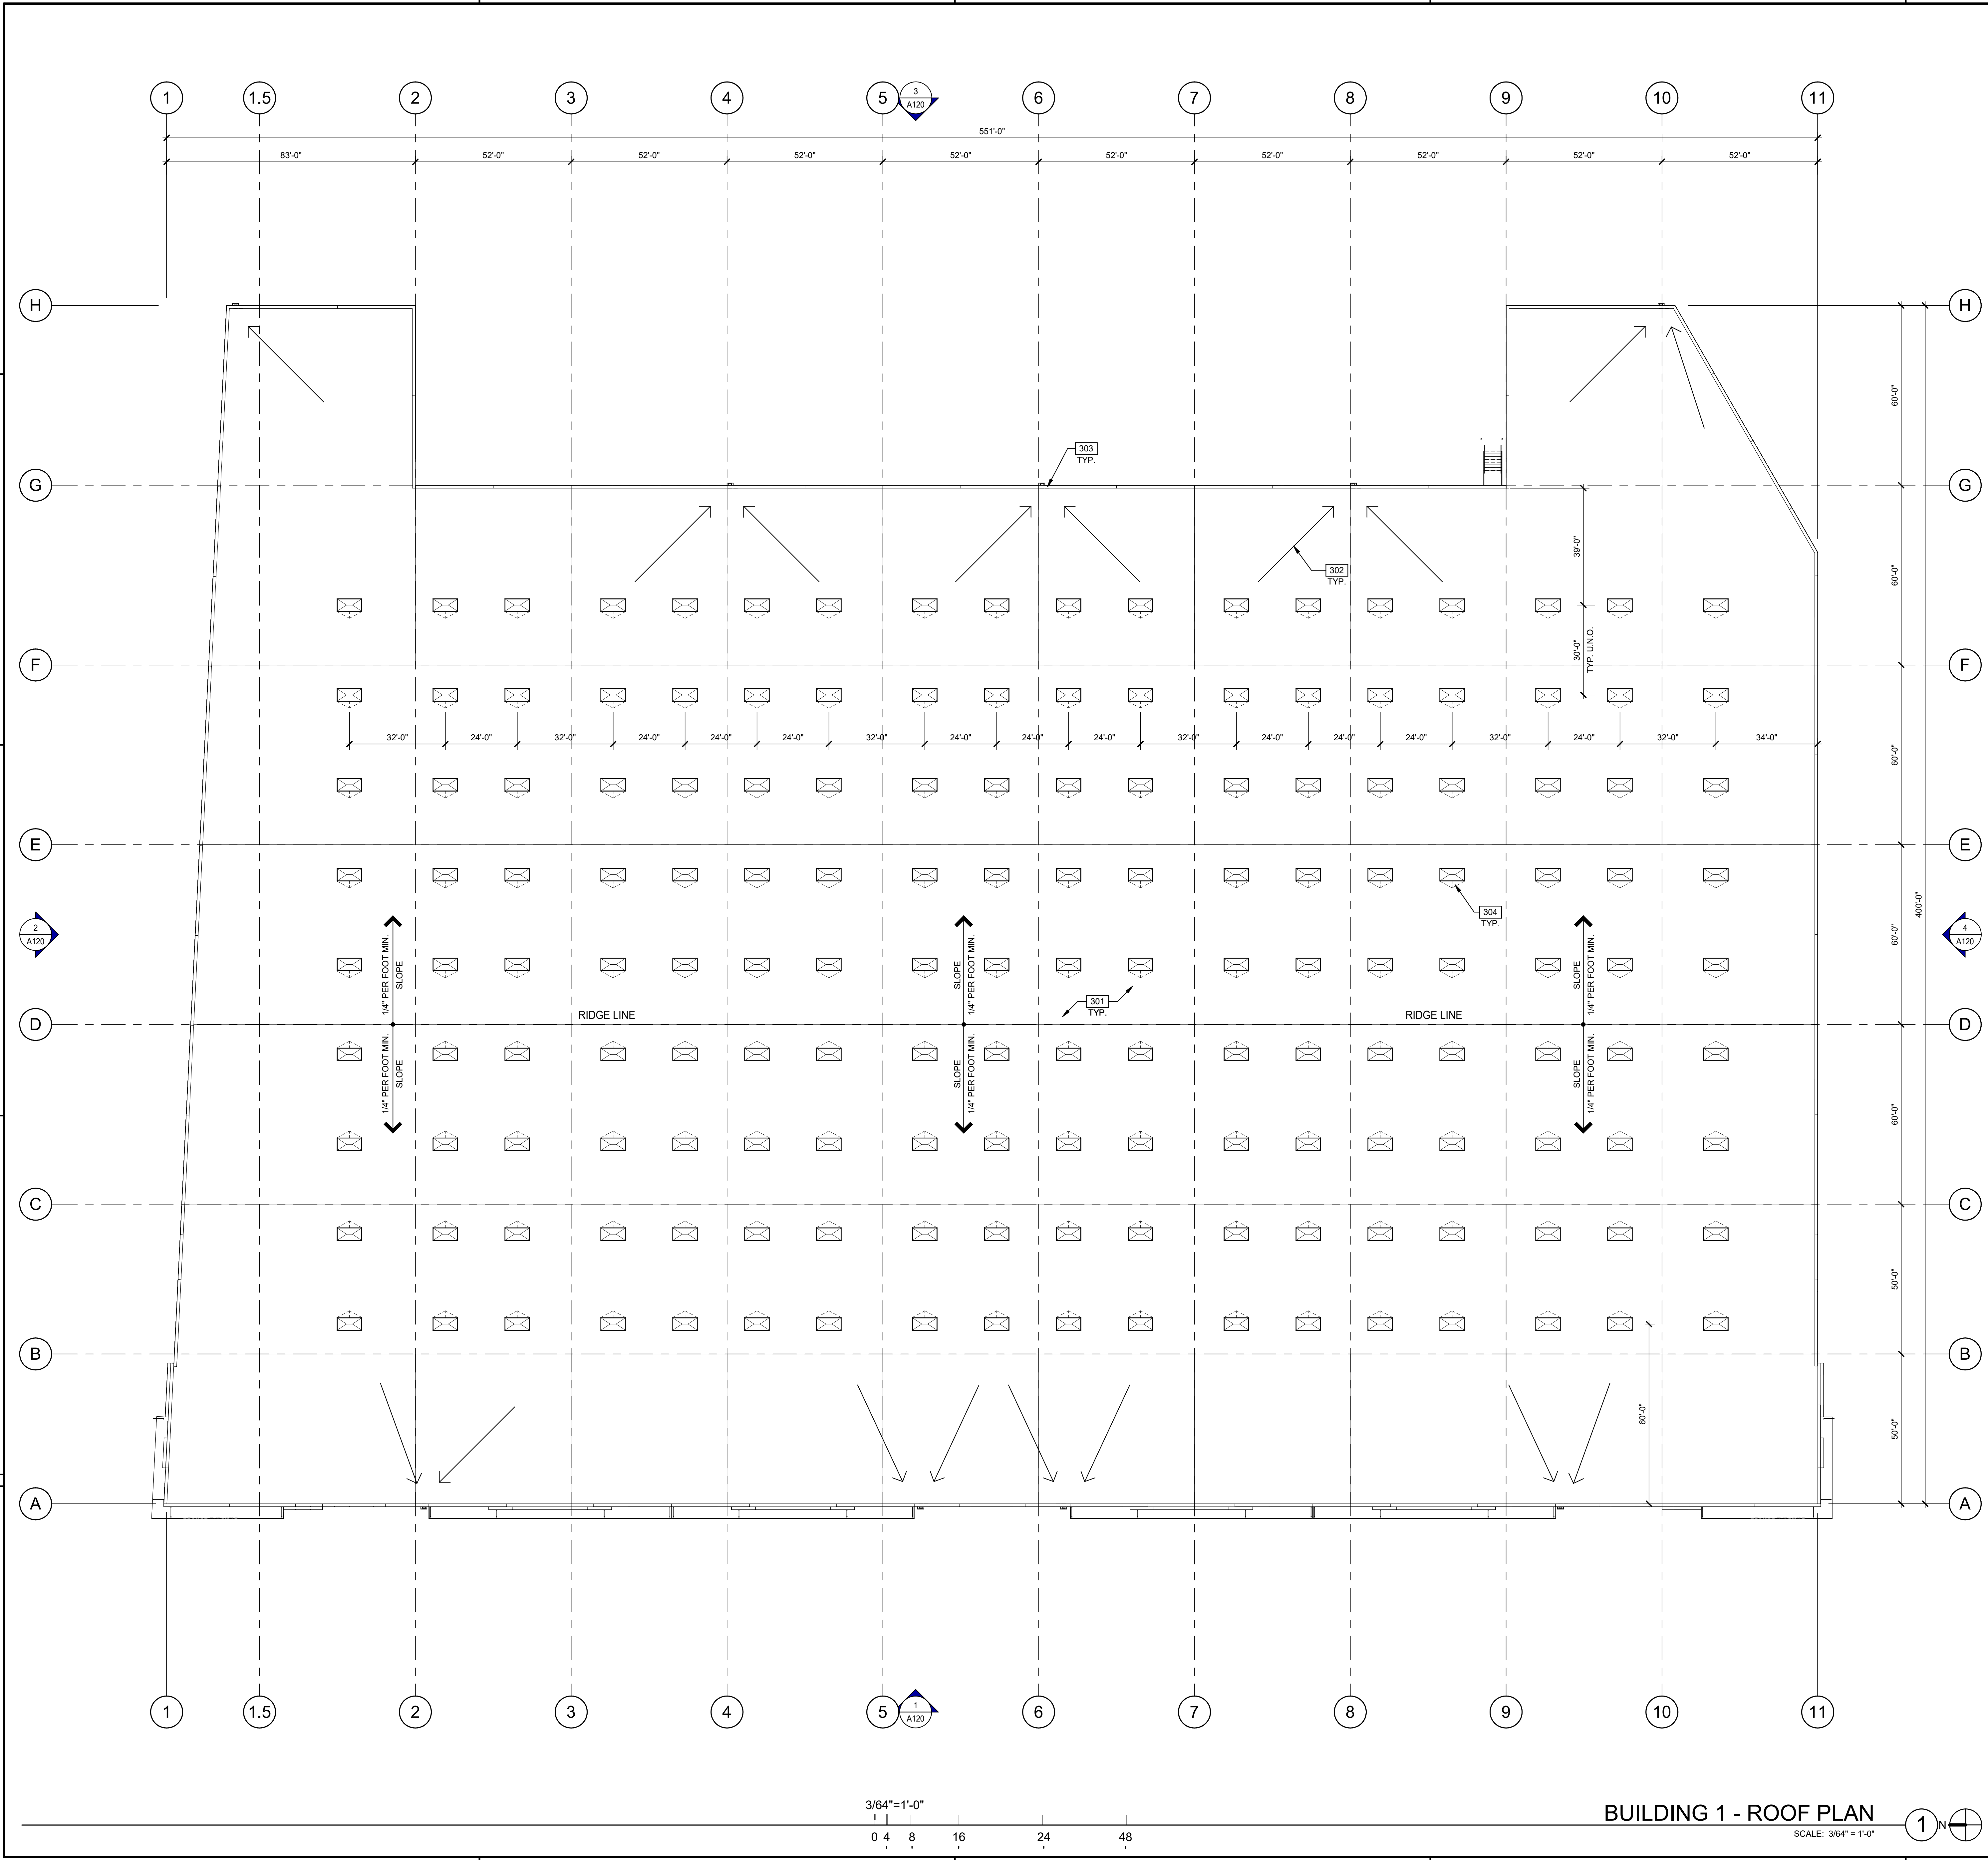 1 1.5 2 3 4 5 6 7 8 9 10 11
3
A120
551'-0"
83'-0" 52'-0" 52'-0" 52'-0" 52'-0" 52'-0" 52'-0" 52'-0" 52'-0" 52'-0"
H H
60'-0"
303
TYP.
G G
39'-0"
60'-0"
302
TYP.
30'-0"
TYP. U.N.O.
F F
32'-0" 24'-0" 32'-0" 24'-0" 24'-0" 24'-0" 32'-0" 24'-0" 24'-0" 24'-0" 32'-0" 24'-0" 24'-0" 24'-0" 32'-0" 24'-0" 32'-0" 34'-0"
60'-0"
E E
400'-0"
304
TYP.
2
A120
4
A120
60'-0"
1/4" PER FOOT MIN.
SLOPE
SLOPE
1/4" PER FOOT MIN.
SLOPE
1/4" PER FOOT MIN.
301
TYP.
D D
RIDGE LINE RIDGE LINE
1/4" PER FOOT MIN.
SLOPE
SLOPE
1/4" PER FOOT MIN.
SLOPE
1/4" PER FOOT MIN.
60'-0"
C C
50'-0"
B B
60'-0"
50'-0"
A A
1 1.5 2 3 4 5 6 7 8 9 10 11
1
A120
3/64"=1'-0"
0 4 8 16 24 48
BUILDING 1 - ROOF PLAN
SCALE: 3/64" = 1'-0"
1 N